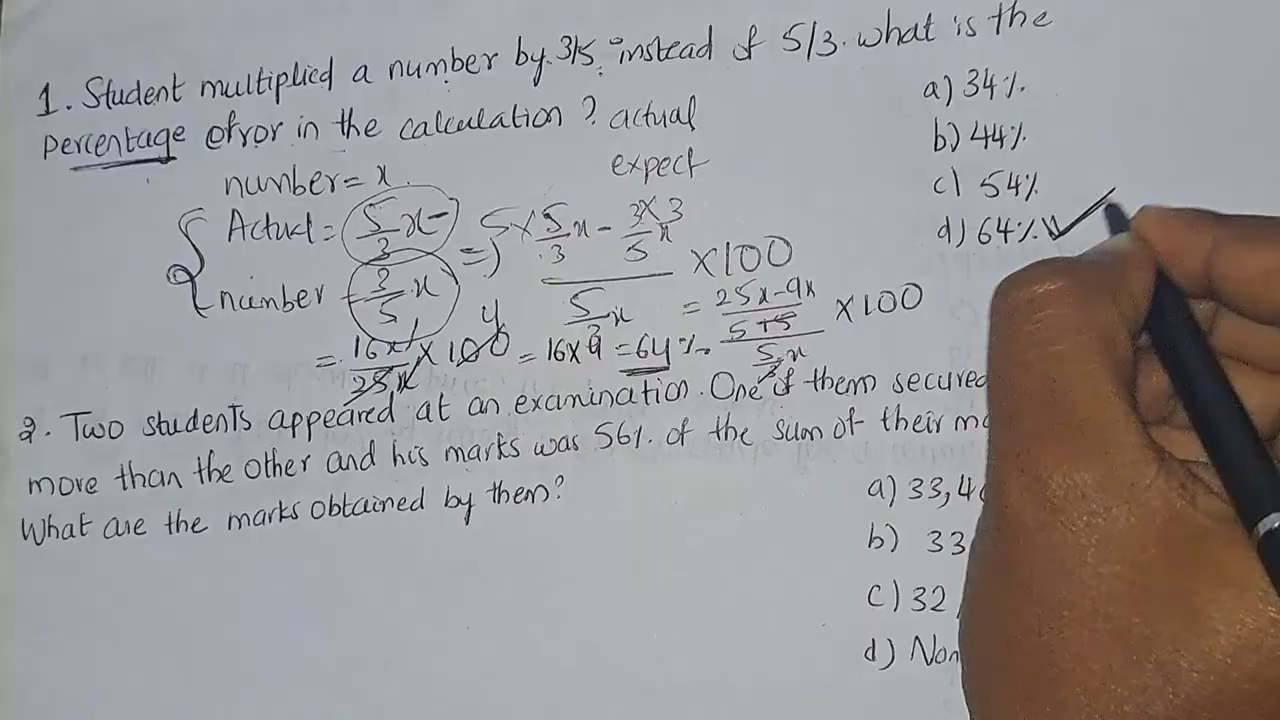 1. Student multiplied a number by 3/5 instead of 5/3. what is the
percentage error in the calculation ? actual
expect
a) 34%
b) 44%
c) 54%
d) 64%
number = x
Actual = 5/3 x -
number - 3/5 x
=> 5 × 5/3 x - 3×3/5 x
5/3 x
× 100
= 25x-9x / 5+5 / 5/3 x × 100
= 16x/25x × 100 = 16×4 = 64%
2. Two students appeared at an examination. One of them secured
more than the other and his marks was 56%. of the sum of their
What are the marks obtained by them?
a) 33,
b) 33
c) 32
d)